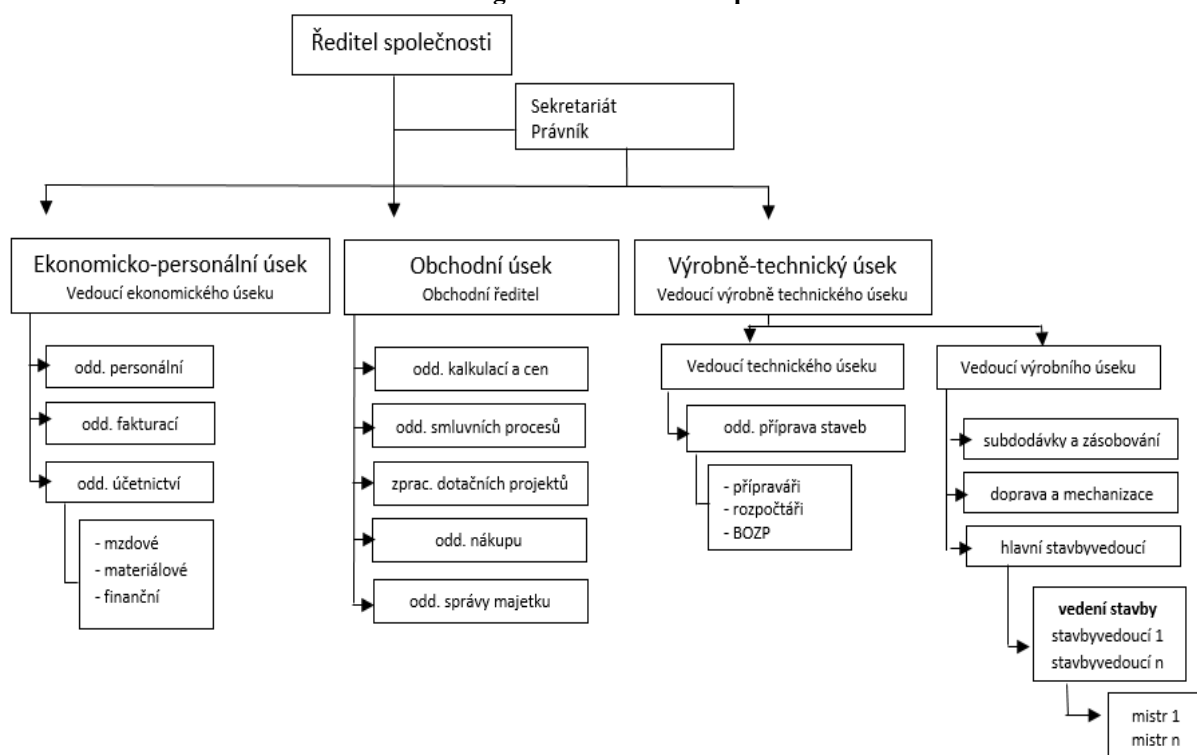 Ředitel společnosti
Sekretariát
Právník
Ekonomicko-personální úsek
Vedoucí ekonomického úseku
odd. personální
odd. fakturací
odd. účetnictví
- mzdové
- materiálové
- finanční
Obchodní úsek
Obchodní ředitel
odd. kalkulací a cen
odd. smluvních procesů
zprac. dotačních projektů
odd. nákupu
odd. správy majetku
Výrobně-technický úsek
Vedoucí výrobně technického úseku
Vedoucí technického úseku
odd. příprava staveb
- přípraváři
- rozpočtáři
- BOZP
Vedoucí výrobního úseku
subdodávky a zásobování
doprava a mechanizace
hlavní stavbyvedoucí
vedení stavby
stavbyvedoucí 1
stavbyvedoucí n
mistr 1
mistr n